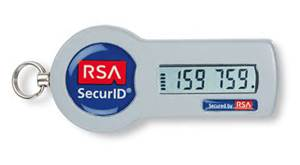 RSA
SecurID®
159 759.
Secured by RSA